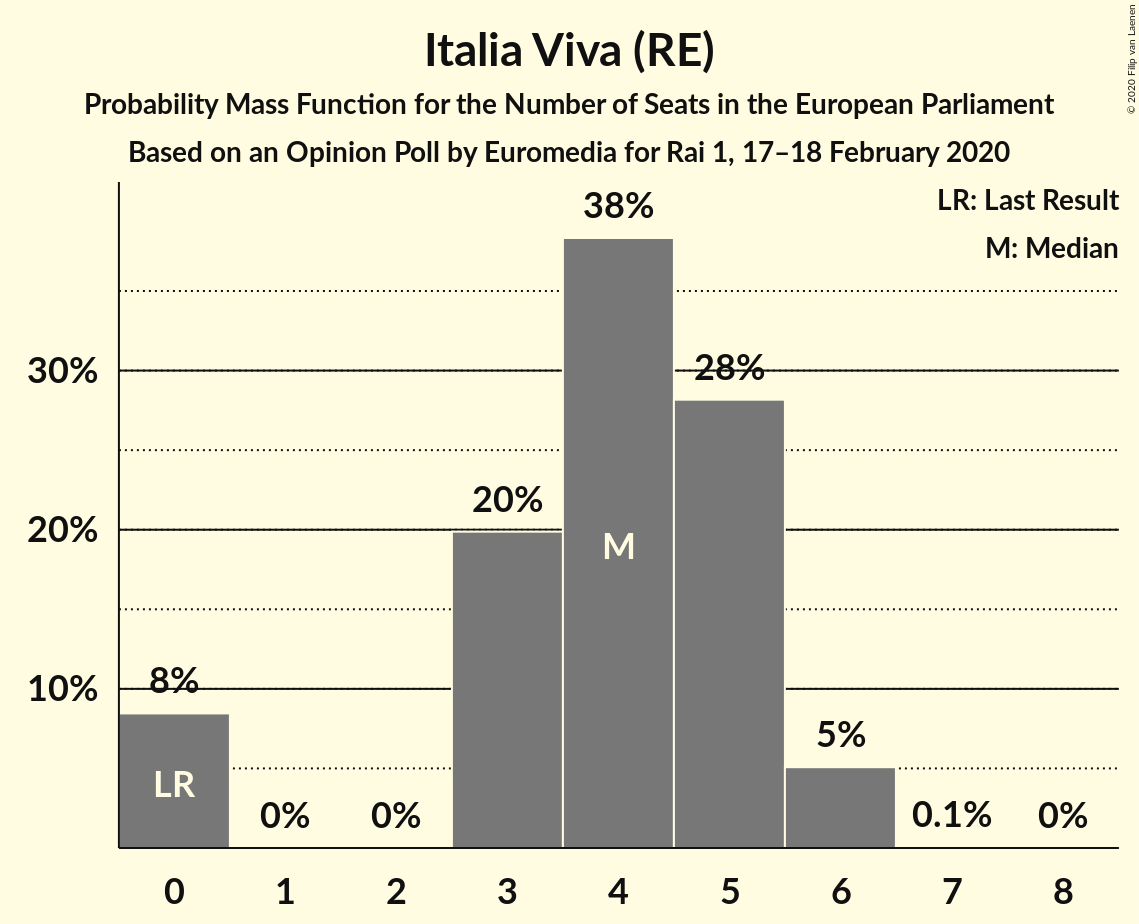 Italia Viva (RE)
Probability Mass Function for the Number of Seats in the European Parliament
Based on an Opinion Poll by Euromedia for Rai 1, 17–18 February 2020
© 2020 Filip van Laenen
LR: Last Result
M: Median
38%
30%
28%
20%
20%
M
10%
8%
5%
LR
0%
0%
0.1%
0%
0 1 2 3 4 5 6 7 8